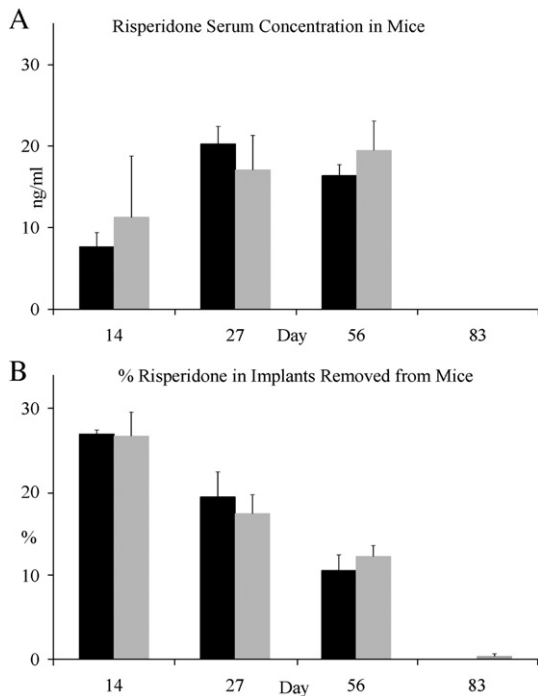 A
Risperidone Serum Concentration in Mice
30
20
ng/ml
10
0
14 27 Day 56 83
B
% Risperidone in Implants Removed from Mice
30
20
%
10
0
14 27 Day 56 83